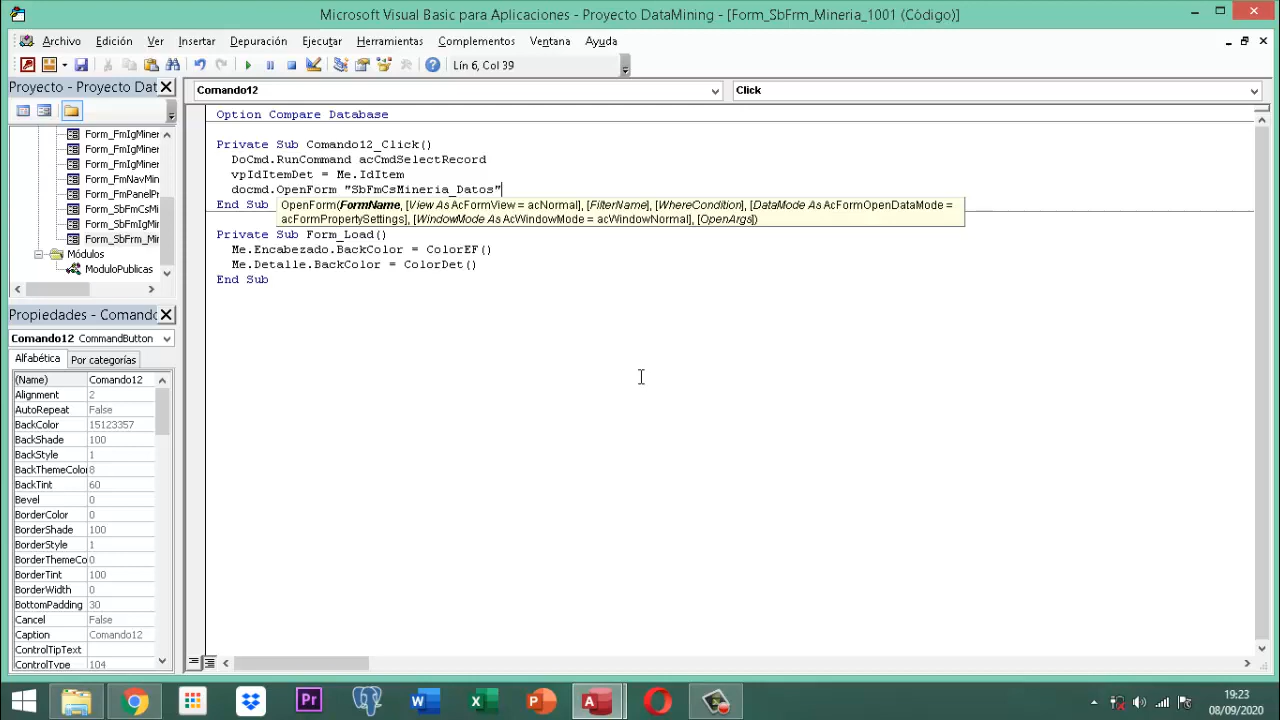 Microsoft Visual Basic para Aplicaciones - Proyecto DataMining - [Form_SbFrm_Mineria_1001 (Código)]
Archivo Edición Ver Insertar Depuración Ejecutar Herramientas Complementos Ventana Ayuda
Lín 6, Col 39
Proyecto - Proyecto Dat
Comando12 Click
Form_FmIgMiner
Form_FmIgMiner
Form_FmIgMiner
Form_FmNavMin
Form_FmPanelPr
Form_SbFmCsMi
Form_SbFmIgMi
Form_SbFrm_Mi
Módulos
ModuloPublicas
Option Compare Database
Private Sub Comando12_Click()
DoCmd.RunCommand acCmdSelectRecord
vpIdItemDet = Me.IdItem
docmd.OpenForm "SbFmCsMineria_Datos"
End Sub
OpenForm(FormName, [View As AcFormView = acNormal], [FilterName], [WhereCondition], [DataMode As AcFormOpenDataMode =
acFormPropertySettings], [WindowMode As AcWindowMode = acWindowNormal], [OpenArgs])
Private Sub Form_Load()
Me.Encabezado.BackColor = ColorEF()
Me.Detalle.BackColor = ColorDet()
End Sub
Propiedades - Comando
Comando12 CommandButton
Alfabética Por categorías
(Name) Comando12
Alignment 2
AutoRepeat False
BackColor 15123357
BackShade 100
BackStyle 1
BackThemeColor 8
BackTint 60
Bevel 0
BorderColor 0
BorderShade 100
BorderStyle 1
BorderThemeCo 0
BorderTint 100
BorderWidth 0
BottomPadding 30
Cancel False
Caption Comando12
ControlTipText
ControlType 104
Pr W X P A
19:23
08/09/2020